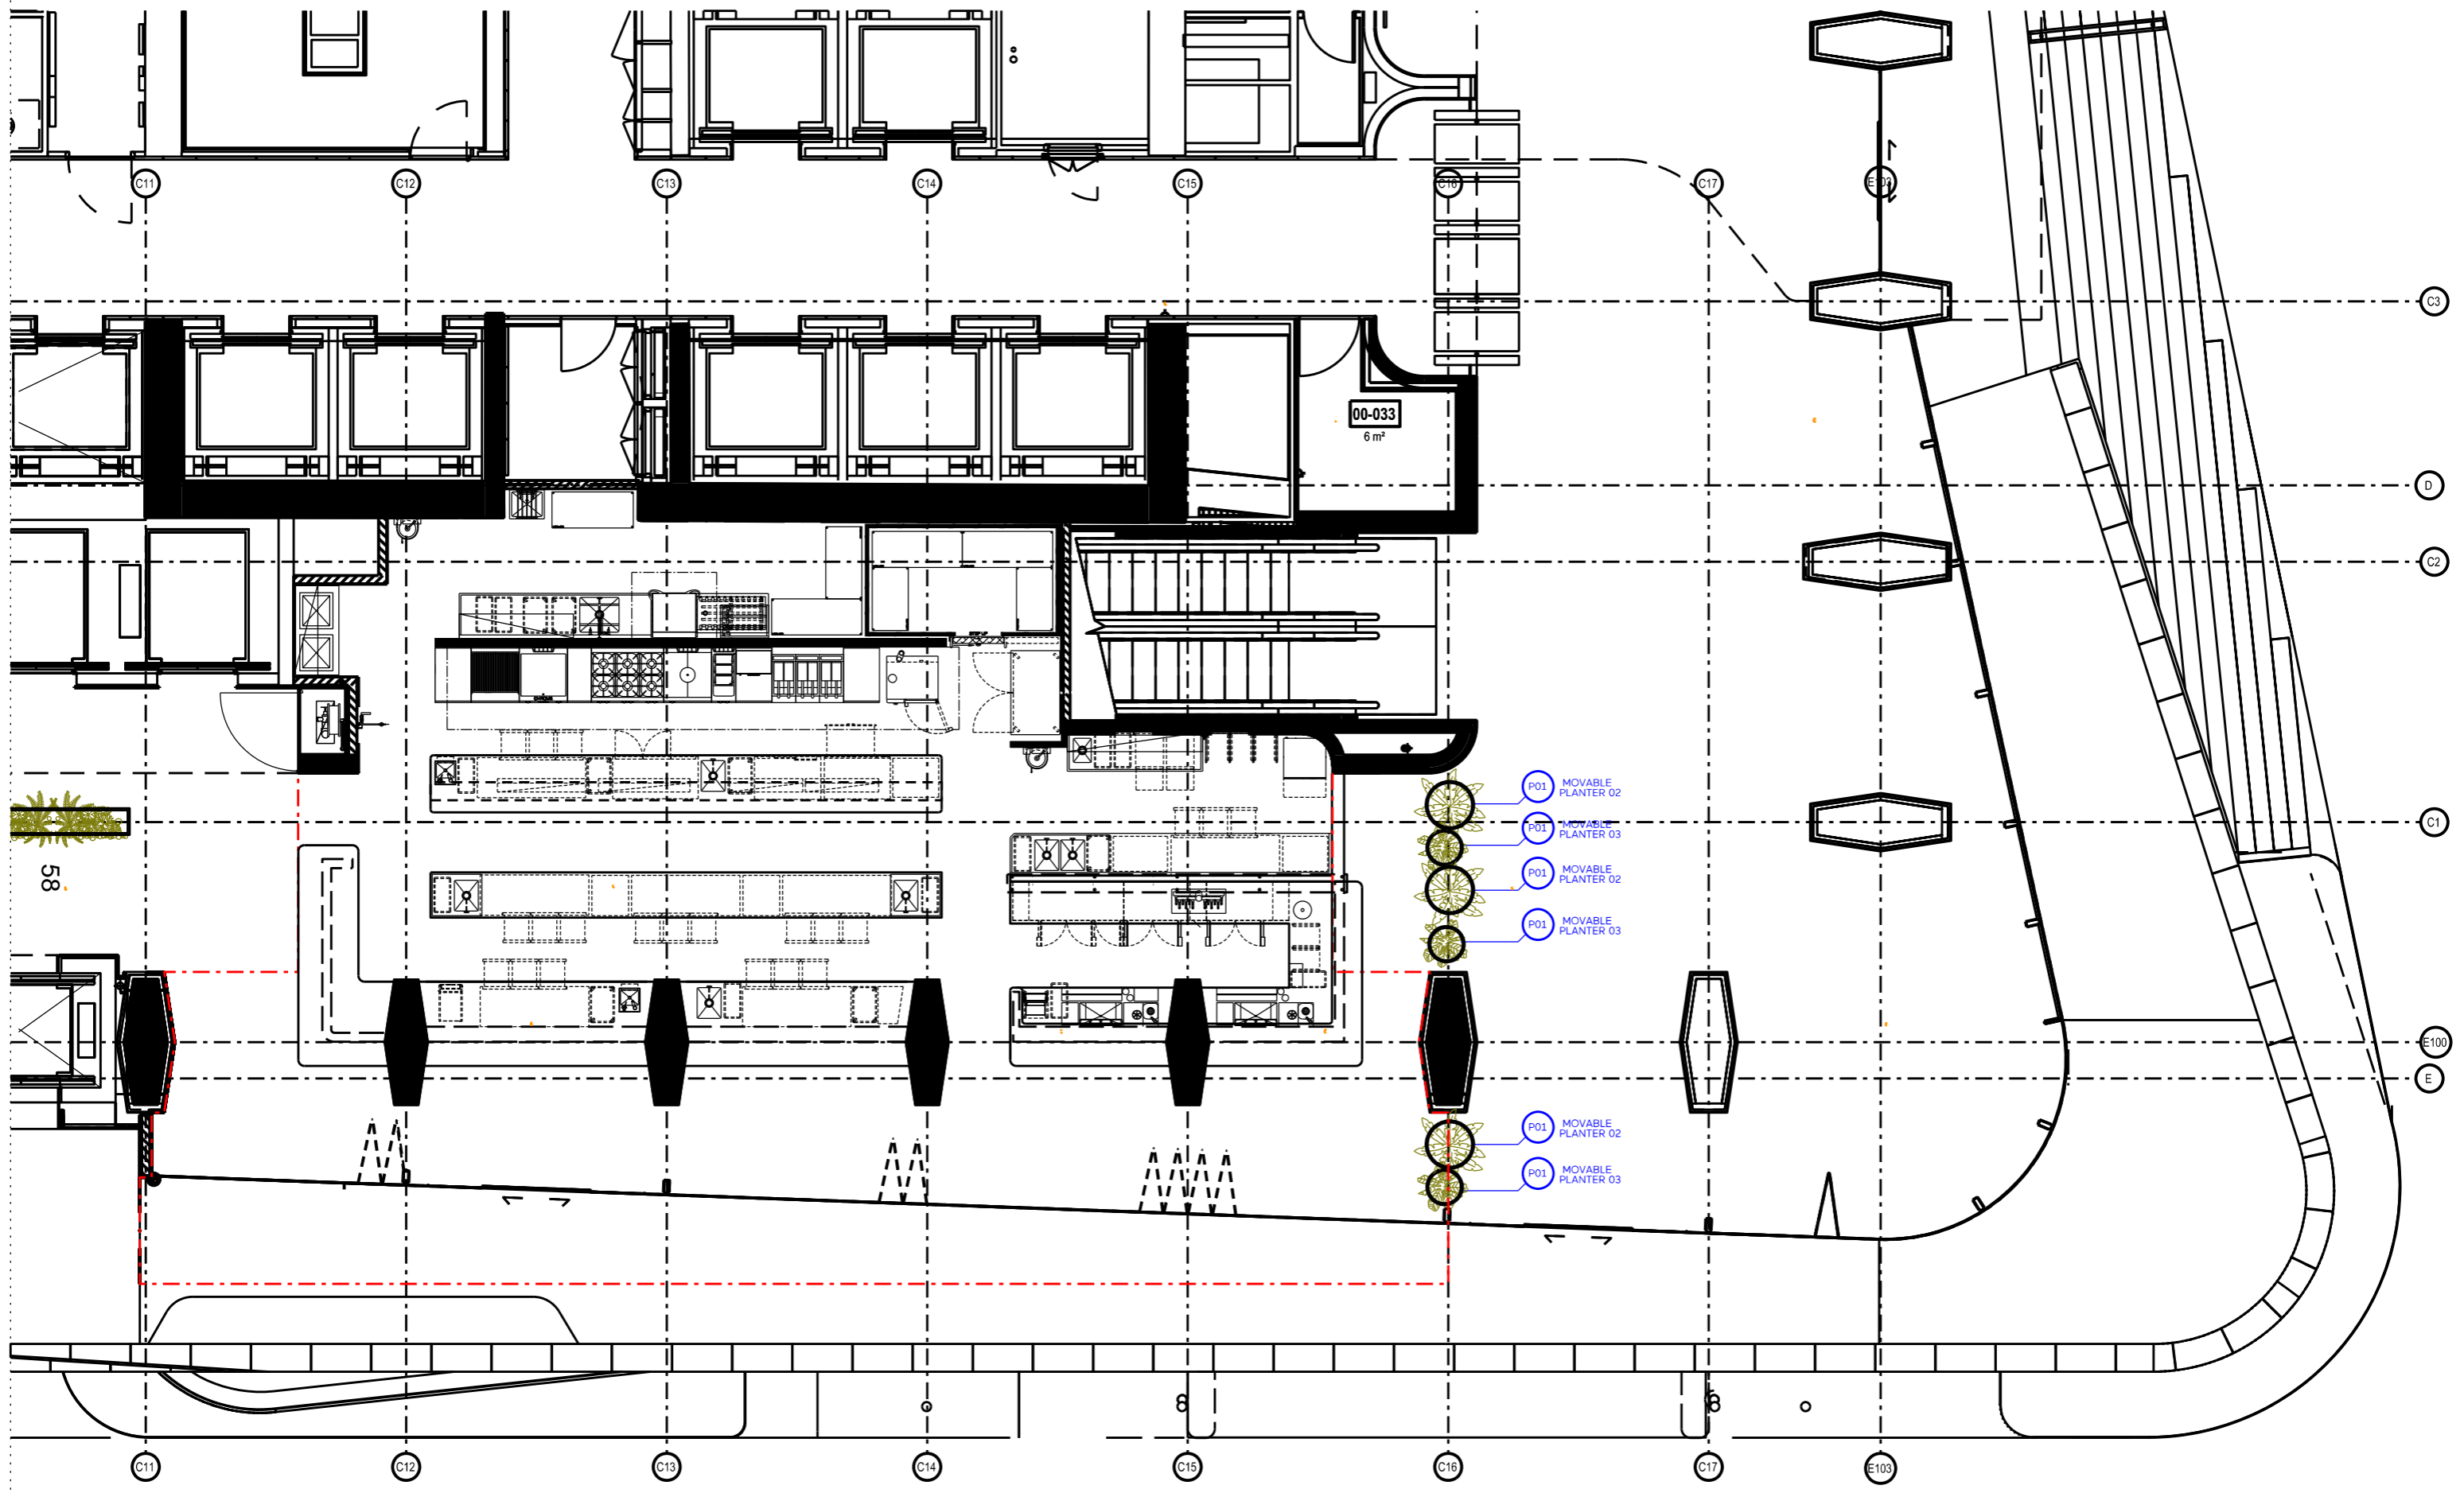 C11
C12
C13
C14
C15
C16
C17
E103
C3
00-033
6 m²
D
C2
P01 MOVABLE
PLANTER 02
P01 MOVABLE
PLANTER 03
C1
P01 MOVABLE
PLANTER 02
58
P01 MOVABLE
PLANTER 03
E100
E
P01 MOVABLE
PLANTER 02
P01 MOVABLE
PLANTER 03
C11
C12
C13
C14
C15
C16
C17
E103